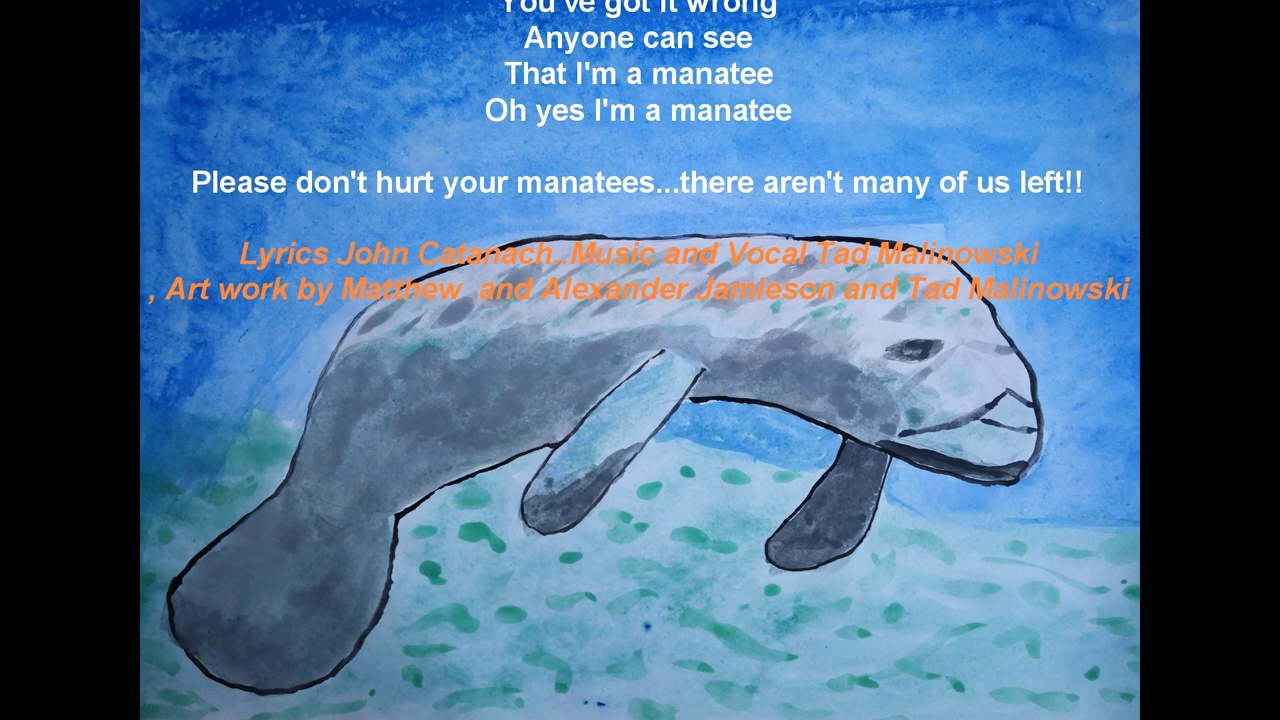 You've got it wrong
Anyone can see
That I'm a manatee
Oh yes I'm a manatee
Please don't hurt your manatees...there aren't many of us left!!
Lyrics John Catanach..Music and Vocal Tad Malinowski
, Art work by Matthew  and Alexander Jamieson and Tad Malinowski